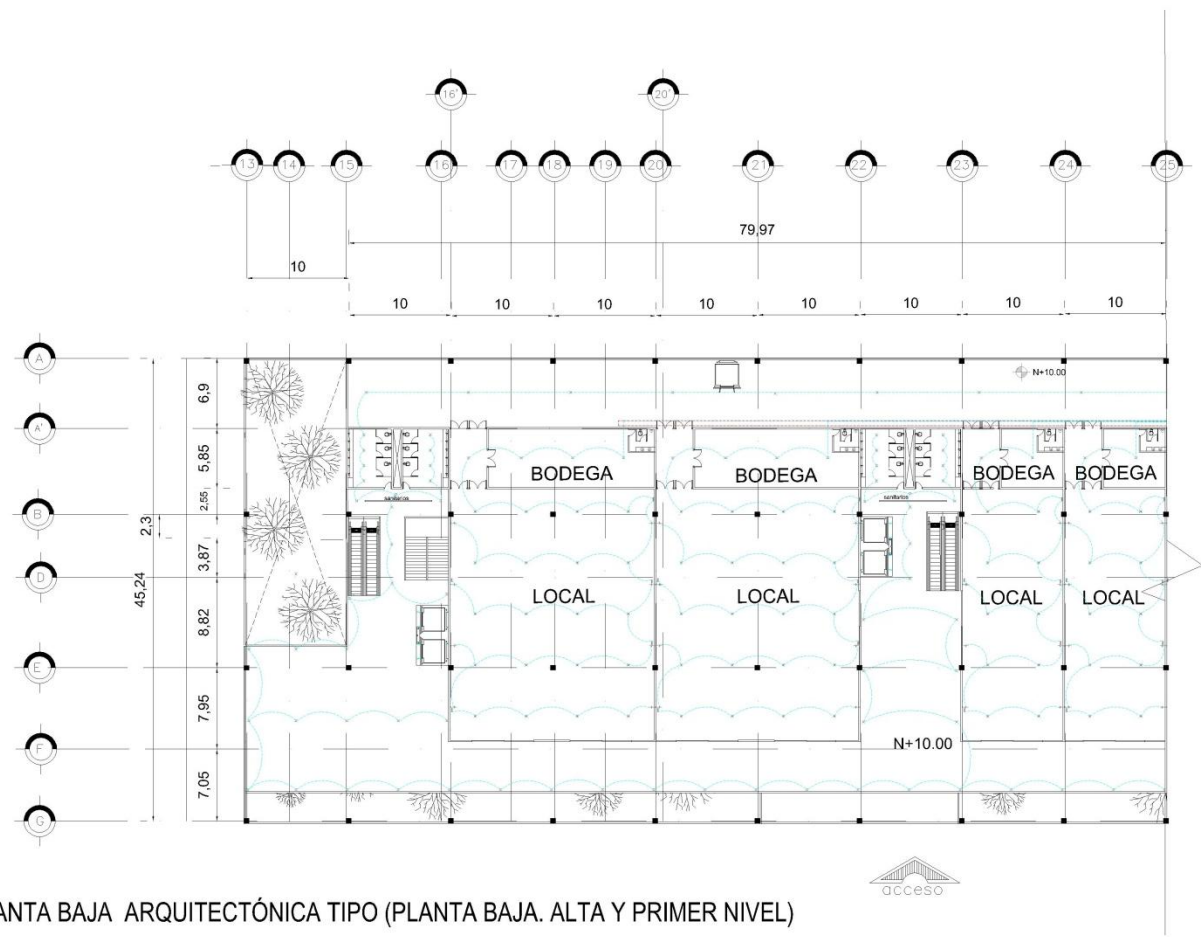 16' 20'
13 14 15 16 17 18 19 20 21 22 23 24 25
79,97
10
10 10 10 10 10 10 10 10
A
6,9
N+10.00
A'
5,85
BODEGA BODEGA BODEGA BODEGA
2,55
sanitarios sanitarios
B
2,3
3,87
D
45,24
LOCAL LOCAL LOCAL LOCAL
8,82
E
7,95
N+10.00
F
7,05
G
acceso
ANTA BAJA ARQUITECTÓNICA TIPO (PLANTA BAJA. ALTA Y PRIMER NIVEL)